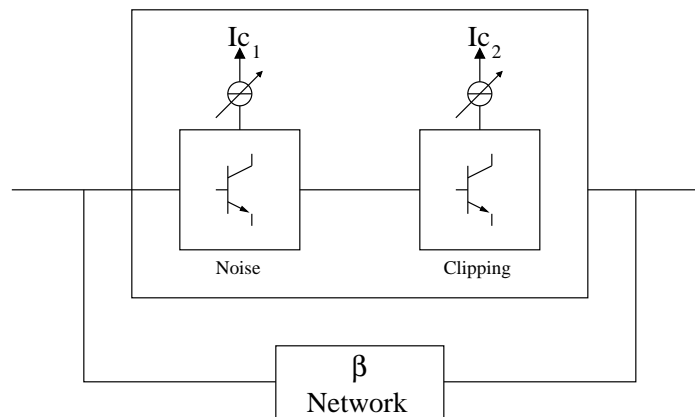 Ic1
Ic2
Noise
Clipping
β
Network